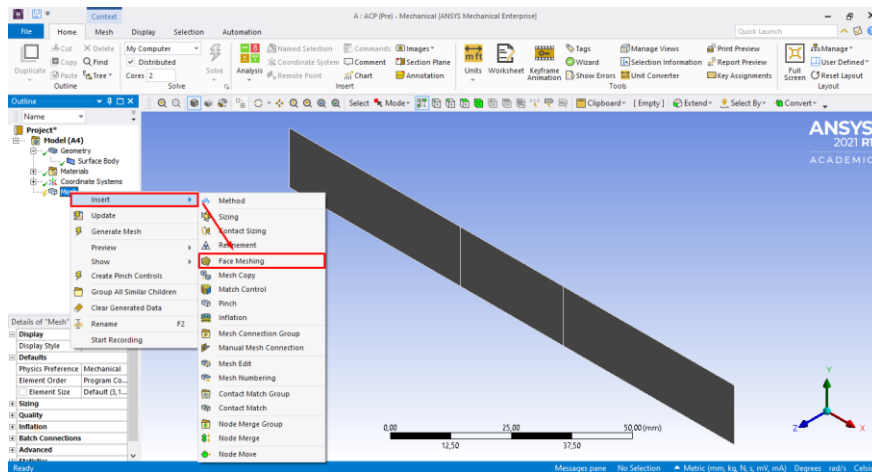 A : ACP (Pre) - Mechanical [ANSYS Mechanical Enterprise]
Context
File Home Mesh Display Selection Automation
Quick Launch
Duplicate
Cut
Copy
Paste
Delete
Find
Tree
Outline
My Computer
Distributed
Cores 2
Solve
Solve
Analysis
Named Selection
Coordinate System
Remote Point
Commands
Comment
Chart
Images
Section Plane
Annotation
Insert
Units
Worksheet
Keyframe
Animation
Tags
Wizard
Show Errors
Manage Views
Selection Information
Unit Converter
Print Preview
Report Preview
Key Assignments
Tools
Full
Screen
Manage
User Defined
Reset Layout
Layout
Outline
Select Mode Clipboard [ Empty ] Extend Select By Convert
Name
Project*
Model (A4)
Geometry
Surface Body
Materials
Coordinate Systems
Mesh
Insert
Update
Generate Mesh
Preview
Show
Create Pinch Controls
Group All Similar Children
Clear Generated Data
Rename F2
Start Recording
Method
Sizing
Contact Sizing
Refinement
Face Meshing
Mesh Copy
Match Control
Pinch
Inflation
Mesh Connection Group
Manual Mesh Connection
Mesh Edit
Mesh Numbering
Contact Match Group
Contact Match
Node Merge Group
Node Merge
Node Move
Details of "Mesh"
Display
Display Style
Defaults
Physics Preference Mechanical
Element Order Program Co...
Element Size Default (3,1...
Sizing
Quality
Inflation
Batch Connections
Advanced
Statistics
ANSYS
2021 R1
ACADEMIC
0,00 25,00 50,00 (mm)
12,50 37,50
Y
Z X
Ready
Messages pane No Selection Metric (mm, kg, N, s, mV, mA) Degrees rad/s Celsi